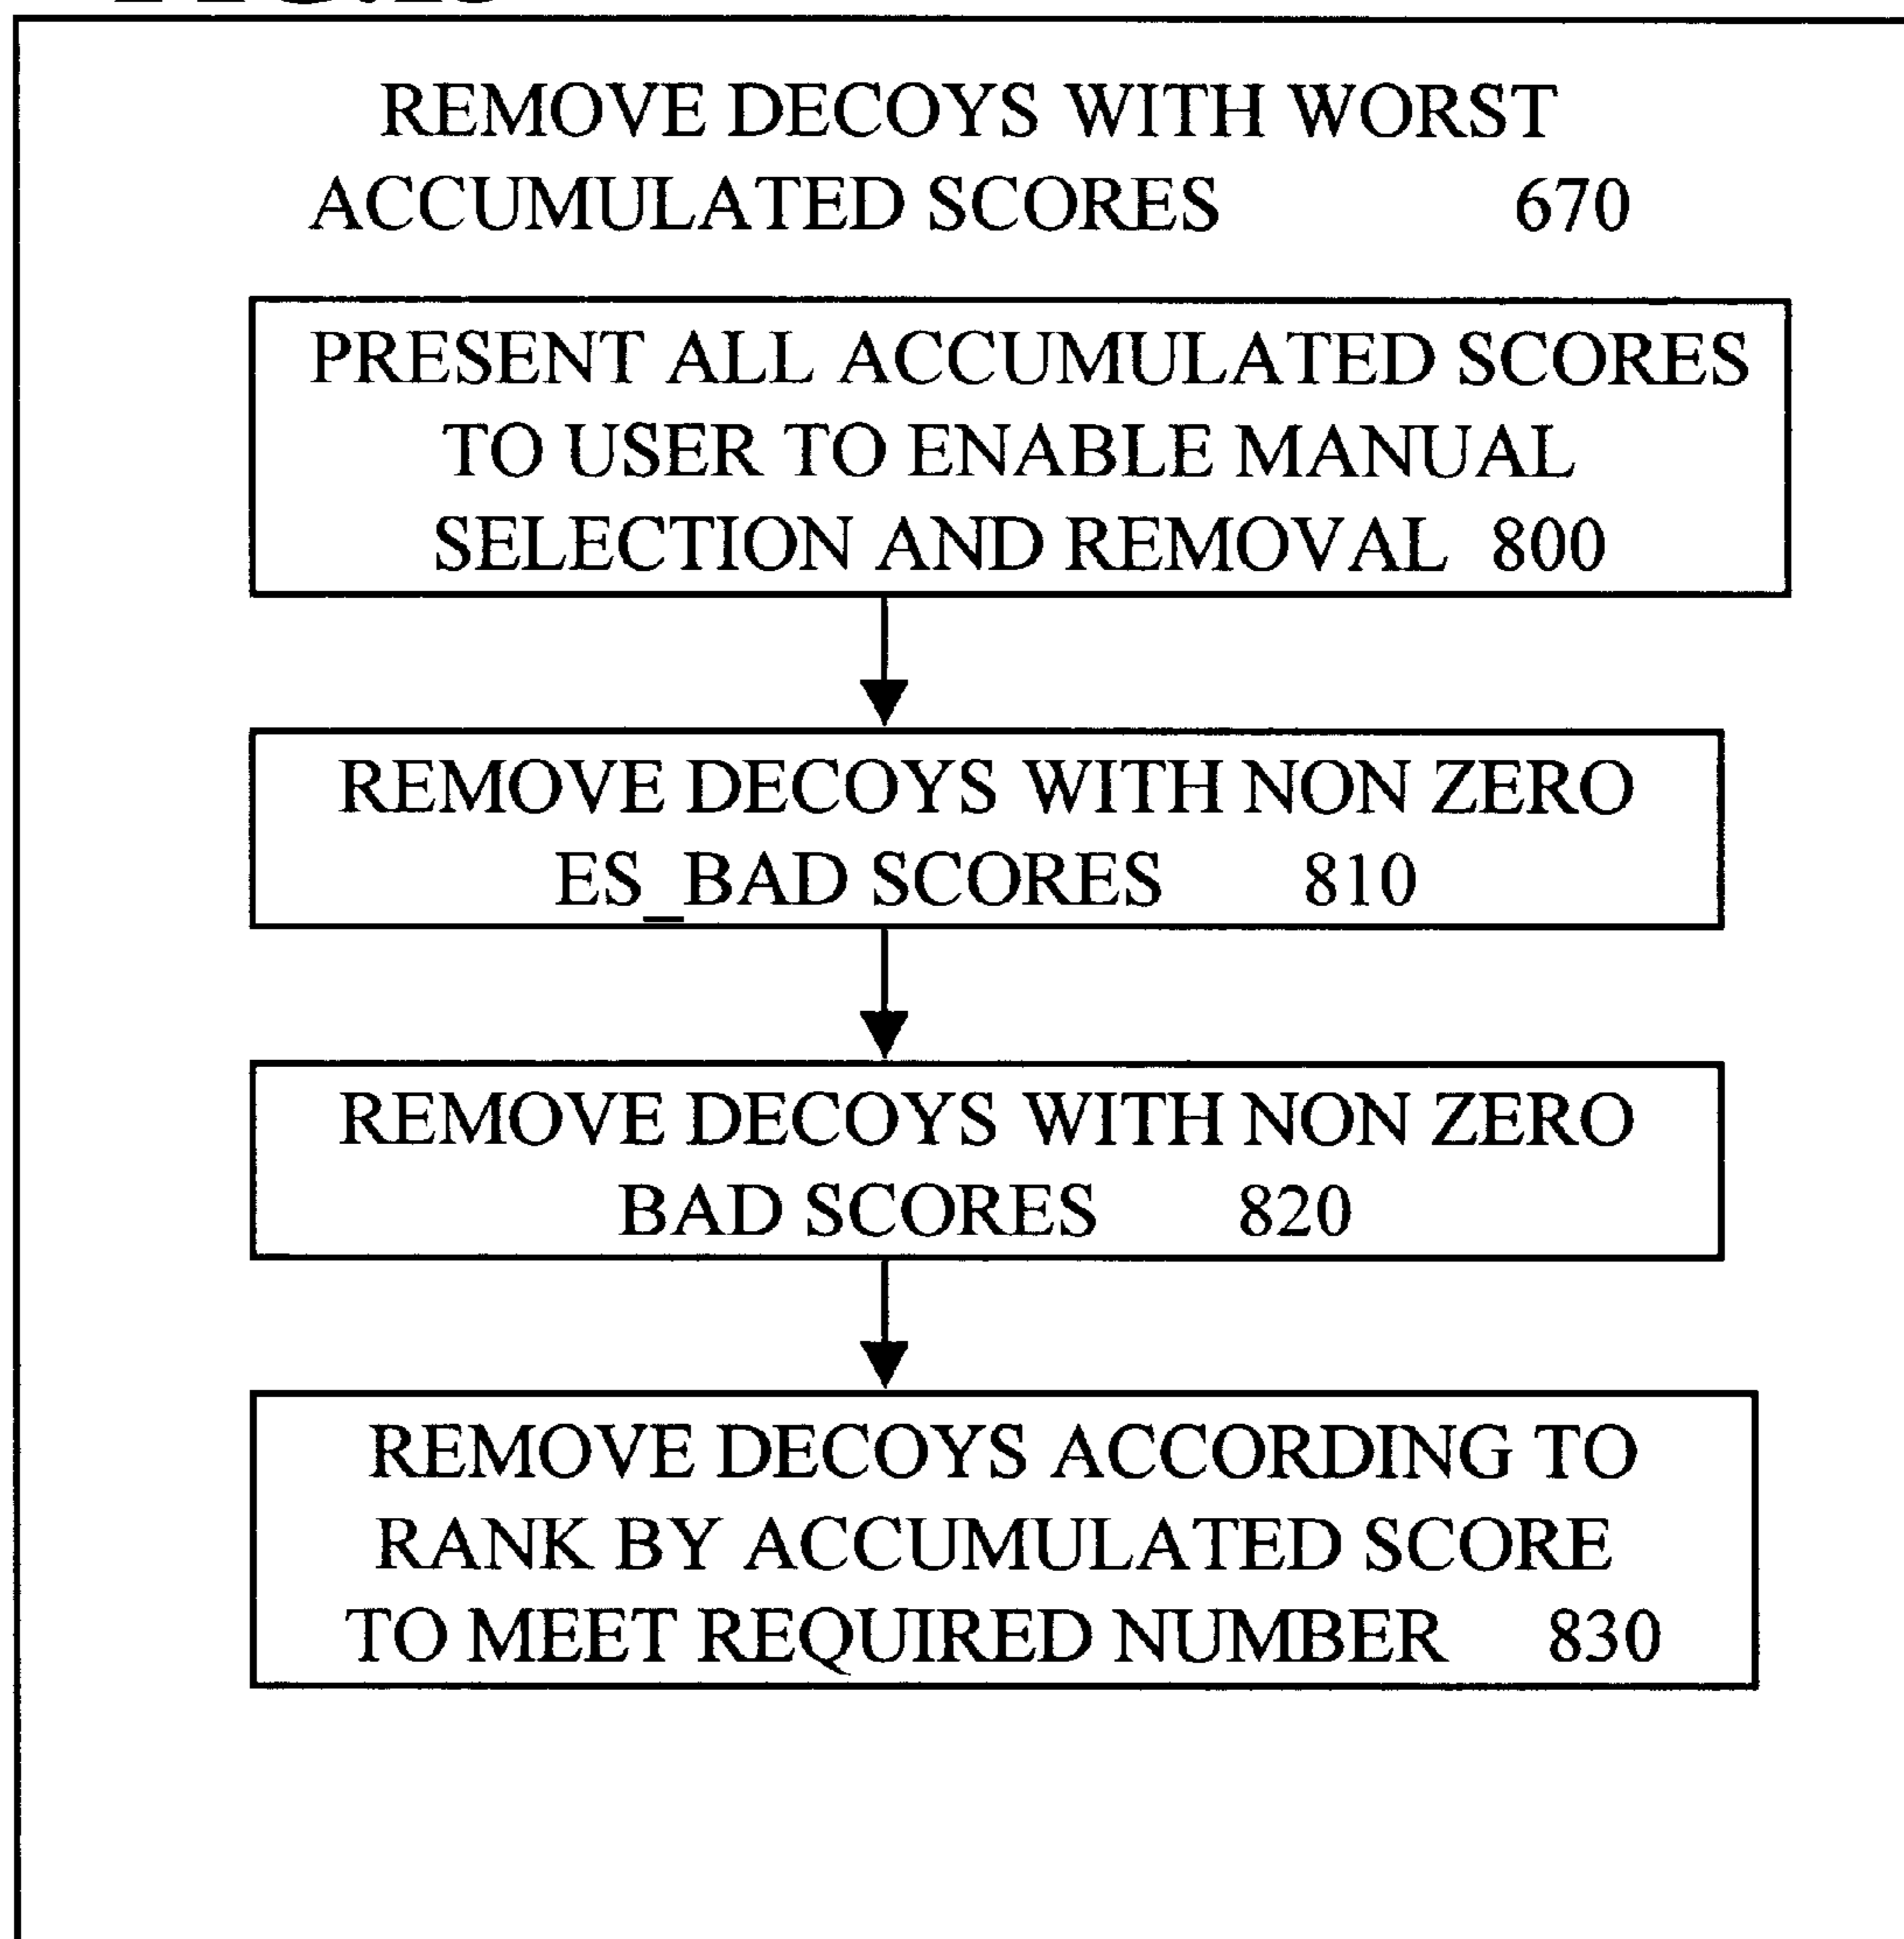 REMOVE DECOYS WITH WORST
ACCUMULATED SCORES 670
PRESENT ALL ACCUMULATED SCORES
TO USER TO ENABLE MANUAL
SELECTION AND REMOVAL 800
REMOVE DECOYS WITH NON ZERO
ES_BAD SCORES 810
REMOVE DECOYS WITH NON ZERO
BAD SCORES 820
REMOVE DECOYS ACCORDING TO
RANK BY ACCUMULATED SCORE
TO MEET REQUIRED NUMBER 830